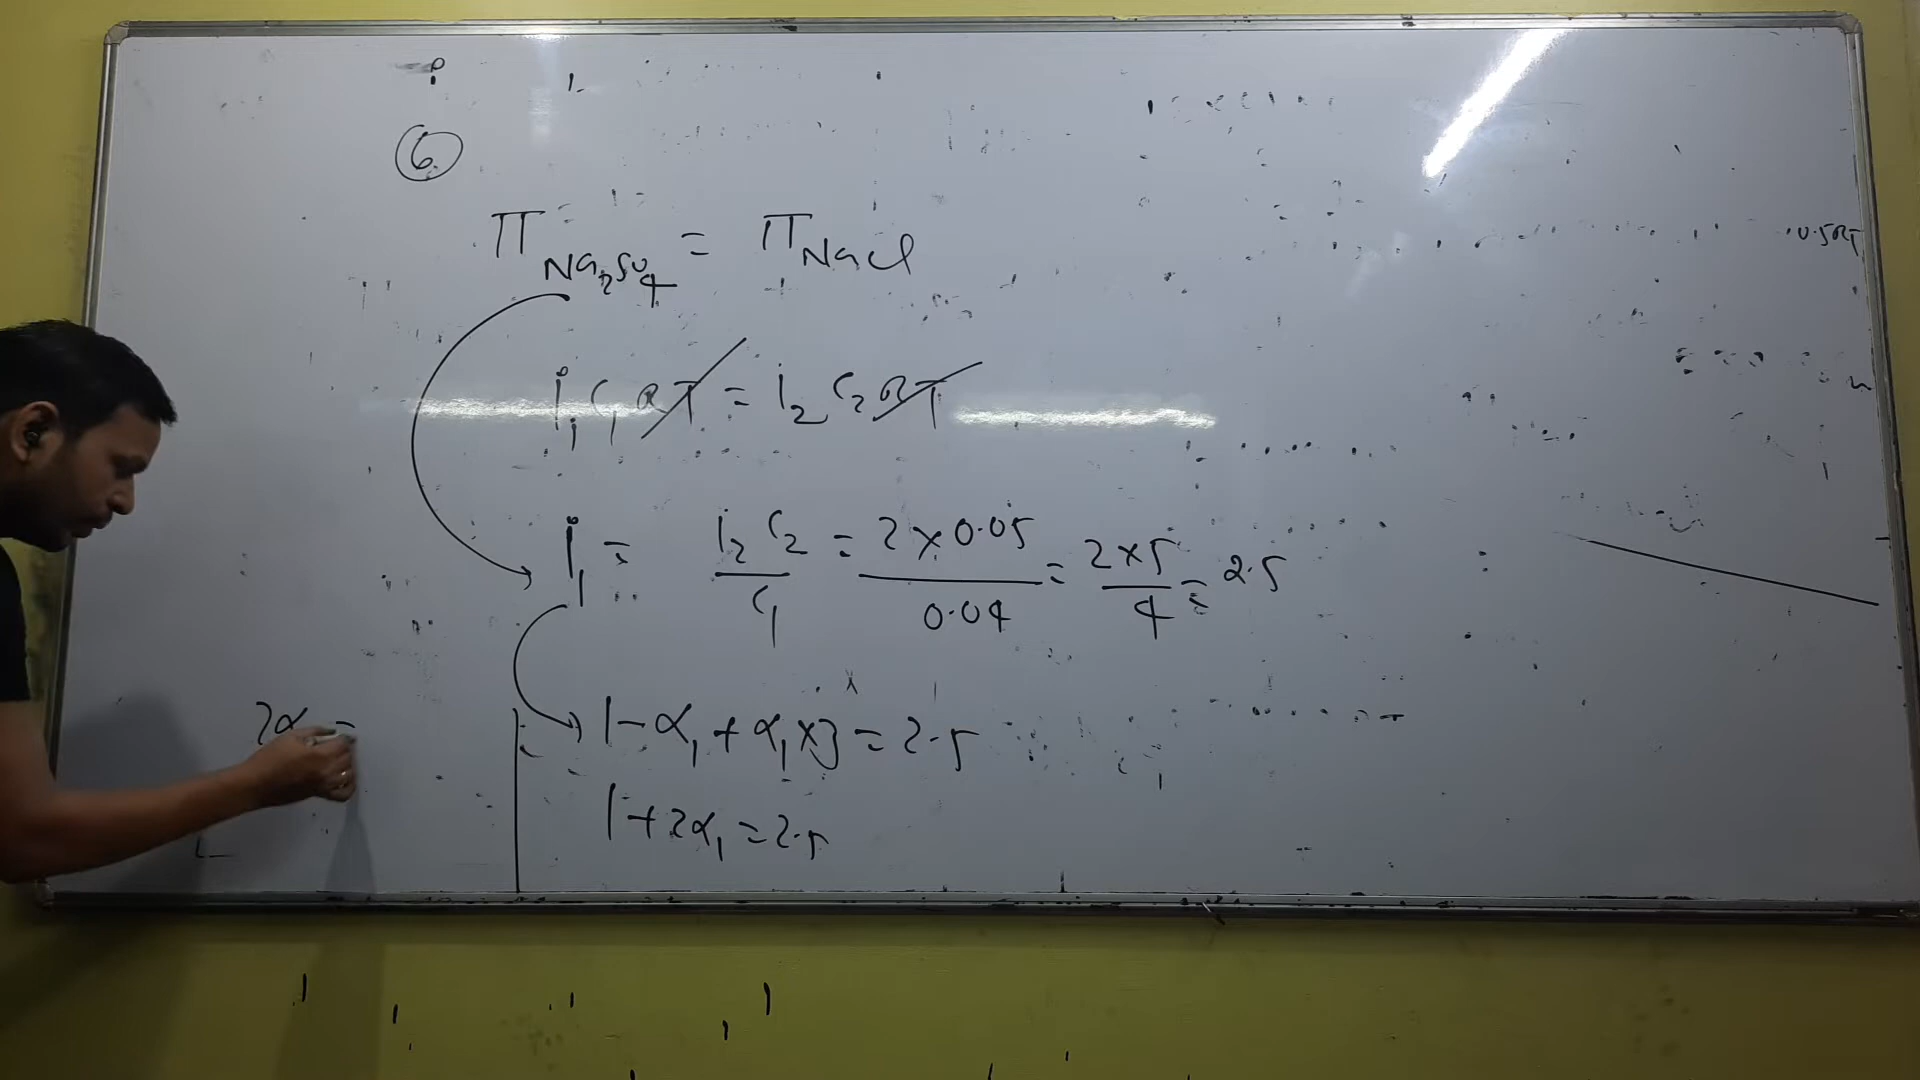 6.
π Na₂SO₄ = π NaCl
i₁ C₁ RT = i₂ C₂ RT
i₁ = i₂ C₂ / C₁ = 2 × 0.05 / 0.04 = 2 × 5 / 4 = 2.5
1 - α₁ + α₁ × 3 = 2.5
1 + 2α₁ = 2.5
2α =